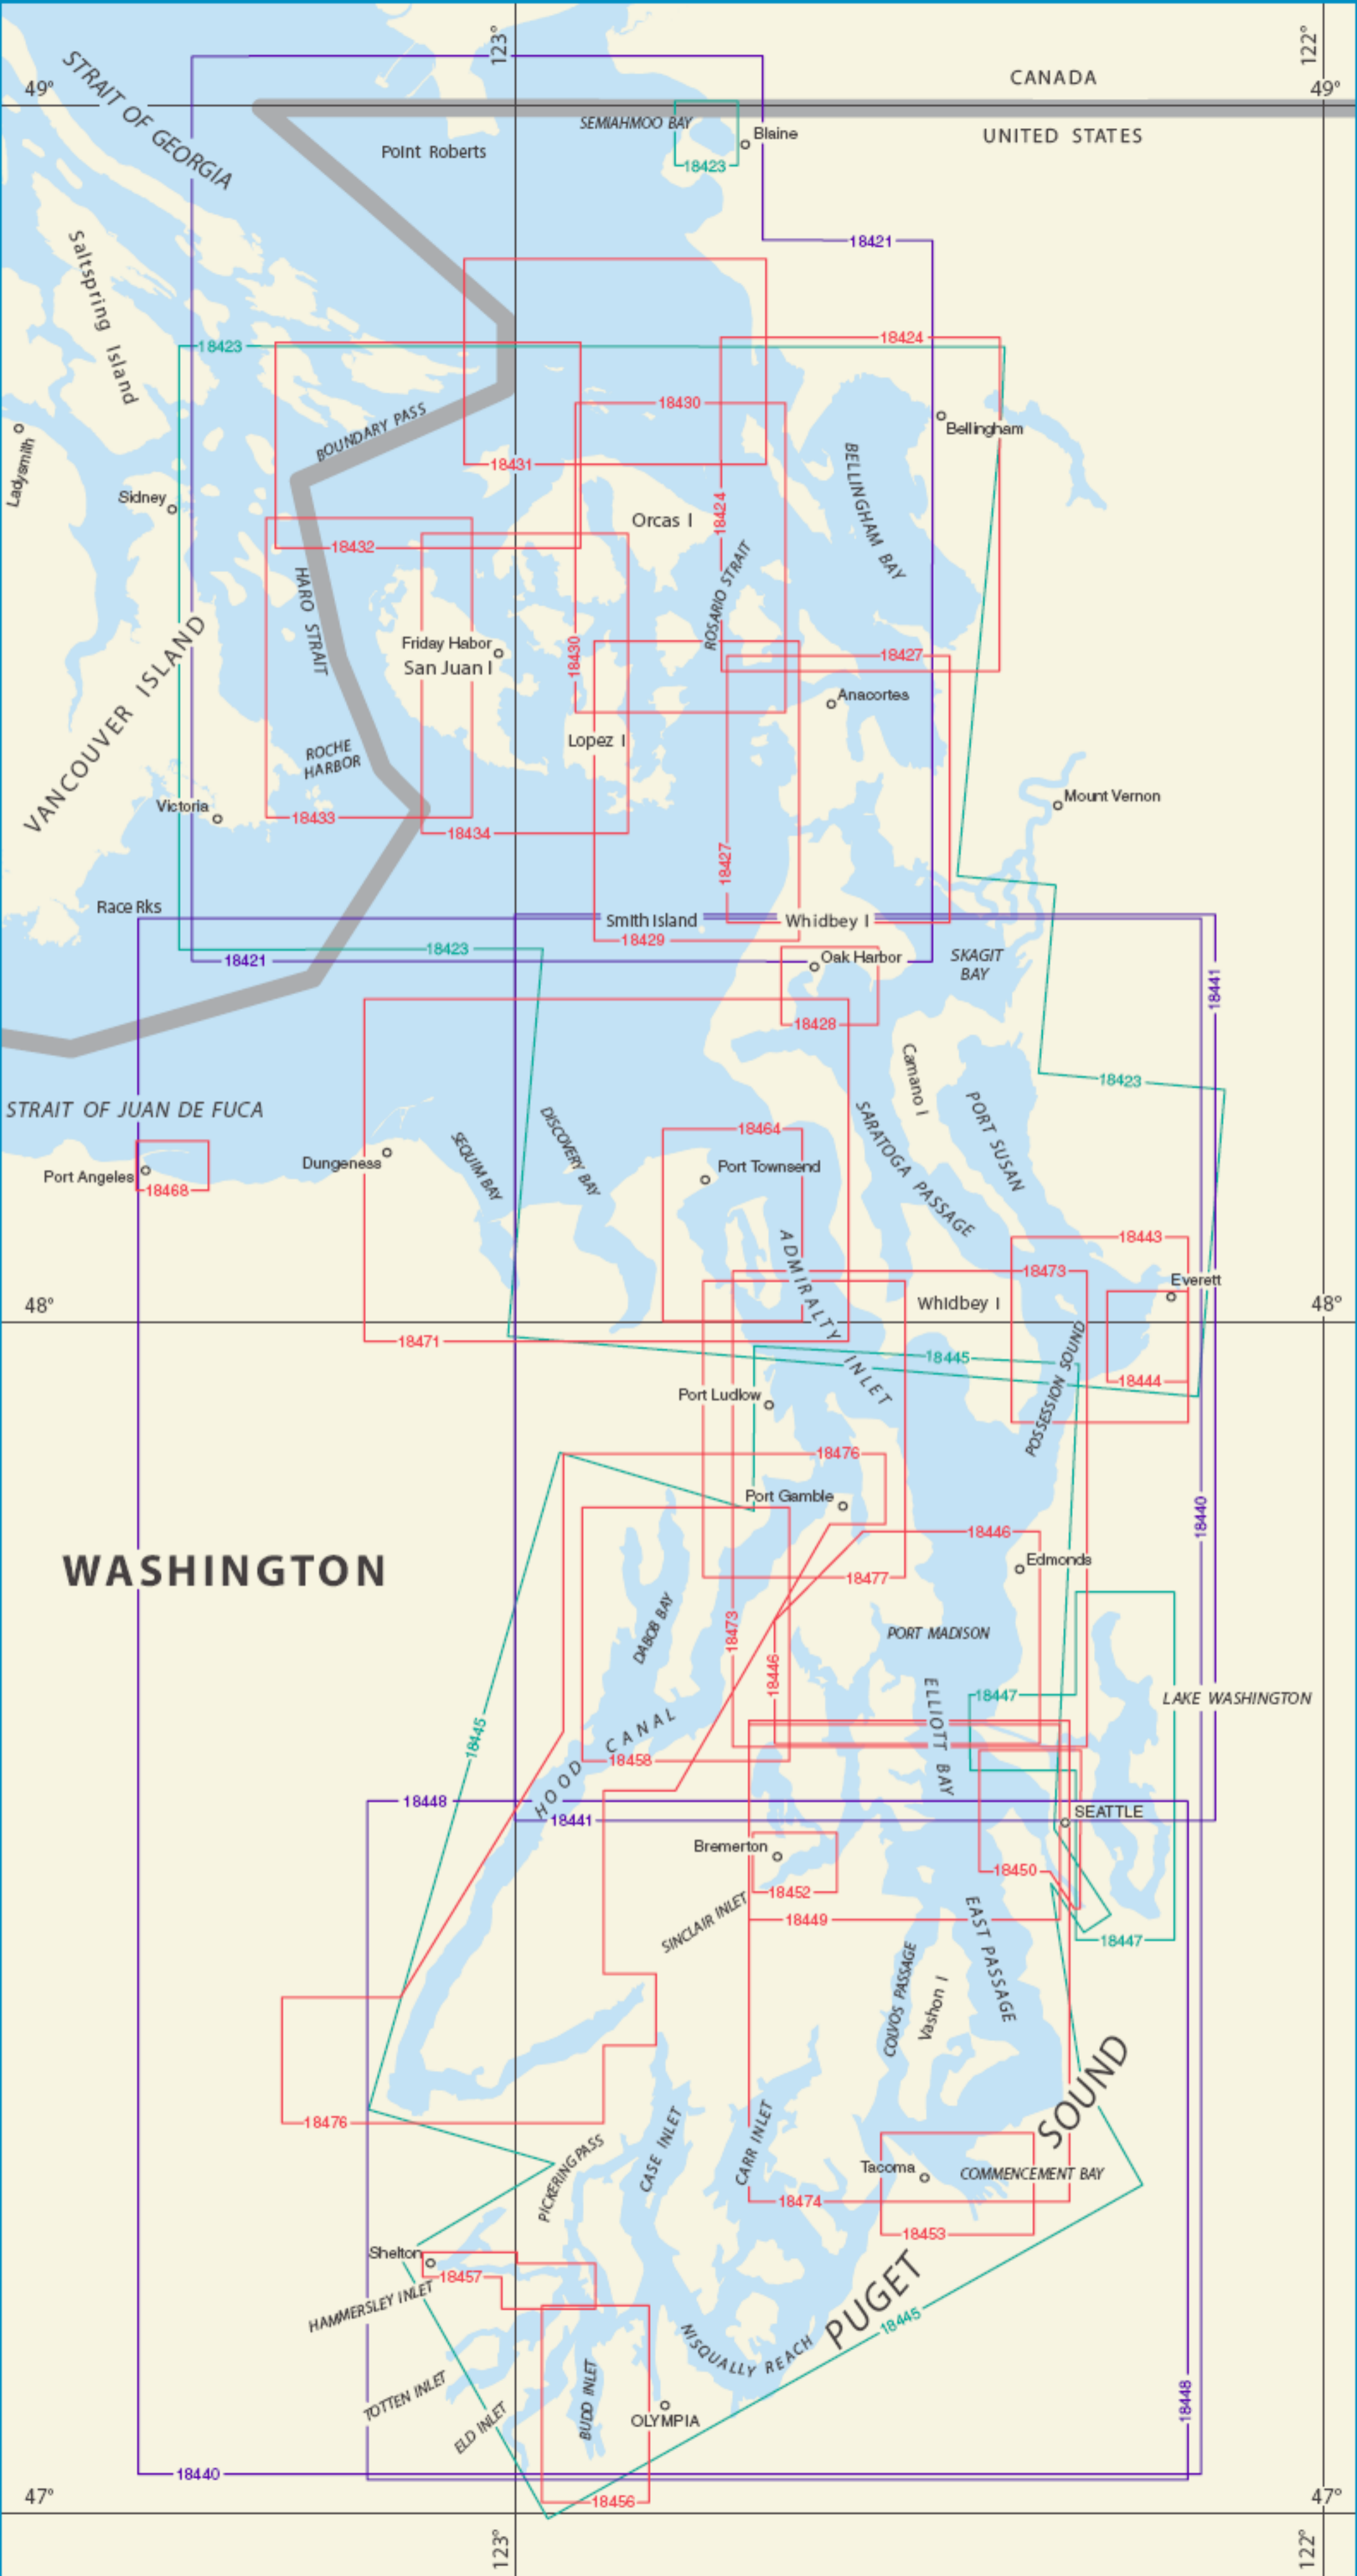 123°
122°
49°
CANADA
49°
STRAIT OF GEORGIA
SEMIAHMOO BAY
Blaine
UNITED STATES
Point Roberts
18423
Saltspring Island
18421
18424
18423
BOUNDARY PASS
18430
Bellingham
Ladysmith
18431
BELLINGHAM BAY
Sidney
18424
Orcas I
18432
HARO STRAIT
ROSARIO STRAIT
VANCOUVER ISLAND
Friday Habor
San Juan I
18430
18427
Anacortes
Lopez I
ROCHE
HARBOR
Victoria
18433
18434
Mount Vernon
18427
Race Rks
Smith Island
Whidbey I
18429
18423
18421
Oak Harbor
SKAGIT
BAY
18441
18428
Camano I
18423
STRAIT OF JUAN DE FUCA
SEQUIM BAY
DISCOVERY BAY
SARATOGA PASSAGE
PORT SUSAN
18464
Port Townsend
Dungeness
Port Angeles
18468
ADMIRALTY INLET
18443
18473
Everett
48°
Whidbey I
48°
18471
18445
18444
POSSESSION SOUND
Port Ludlow
18476
Port Gamble
18440
18446
Edmonds
WASHINGTON
18477
DABOB BAY
18473
PORT MADISON
18446
ELLIOTT BAY
18447
LAKE WASHINGTON
18445
HOOD CANAL
18458
18448
18441
SEATTLE
Bremerton
18450
18452
SINCLAIR INLET
18449
EAST PASSAGE
18447
COLVOS PASSAGE
Vashon I
PUGET SOUND
18476
PICKERING PASS
CASE INLET
CARR INLET
Tacoma
COMMENCEMENT BAY
18474
18453
Shelton
18457
HAMMERSLEY INLET
NISQUALLY REACH
18445
TOTTEN INLET
ELD INLET
BUDD INLET
OLYMPIA
18448
18440
47°
18456
47°
123°
122°